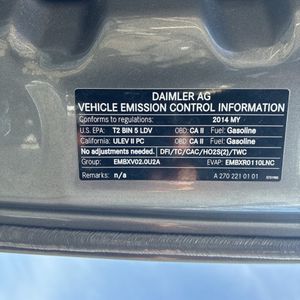 DAIMLER AG
VEHICLE EMISSION CONTROL INFORMATION
Conforms to regulations: 2014 MY
U.S. EPA: T2 BIN 5 LDV OBD: CA II Fuel: Gasoline
California: ULEV II PC OBD: CA II Fuel: Gasoline
No adjustments needed. DFI/TC/CAC/HO2S(2)/TWC
Group: EMBXV02.0U2A EVAP: EMBXR0110LNC
Remarks: n/a A 270 221 01 01